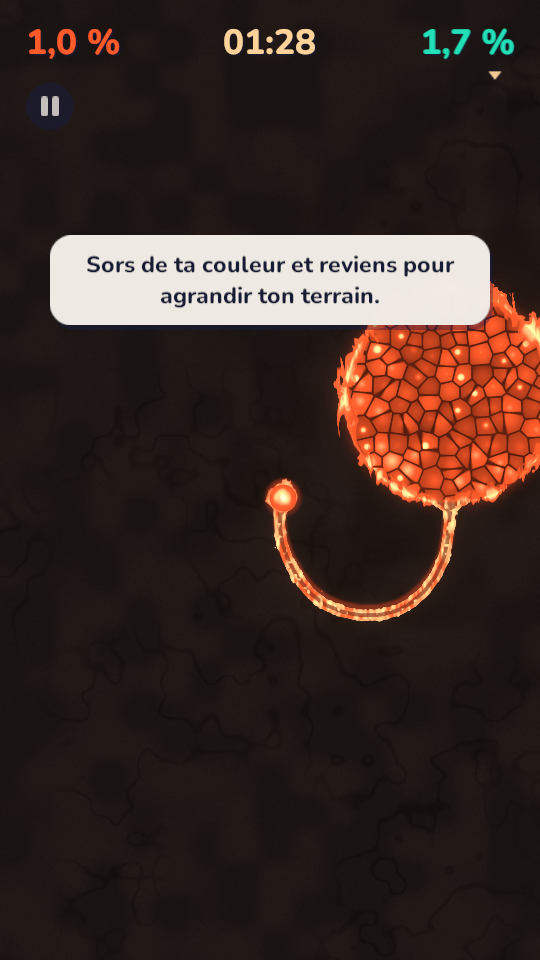 1,0 %
01:28
1,7 %
Sors de ta couleur et reviens pour
agrandir ton terrain.